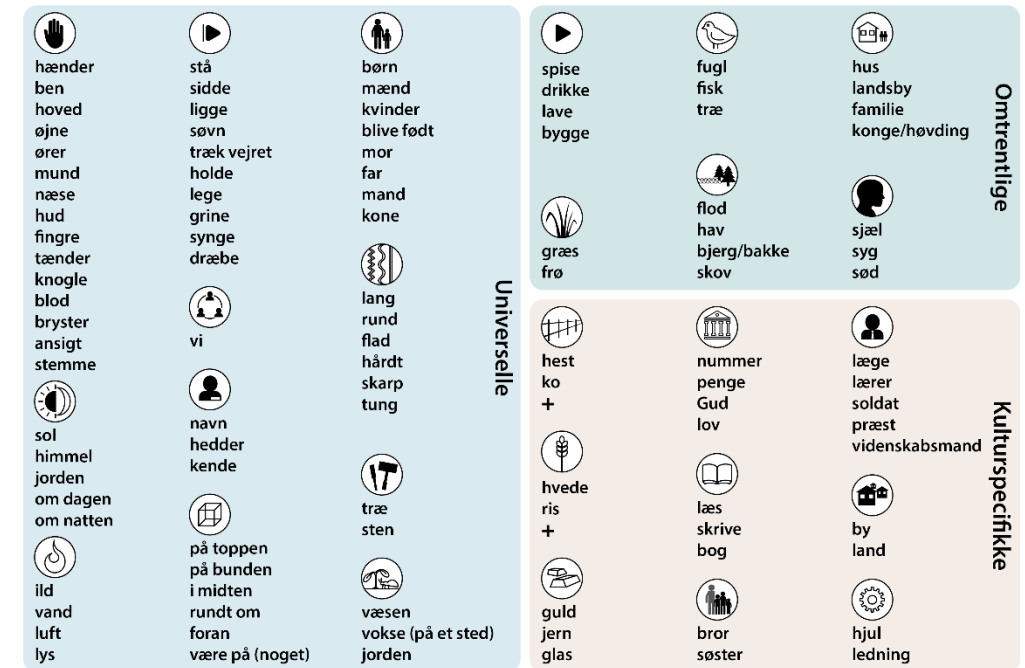 hænder
ben
hoved
øjne
ører
mund
næse
hud
fingre
tænder
knogle
blod
bryster
ansigt
stemme
sol
himmel
jorden
om dagen
om natten
ild
vand
luft
lys
stå
sidde
ligge
søvn
træk vejret
holde
lege
grine
synge
dræbe
vi
navn
hedder
kende
på toppen
på bunden
i midten
rundt om
foran
være på (noget)
børn
mænd
kvinder
blive født
mor
far
mand
kone
lang
rund
flad
hårdt
skarp
tung
træ
sten
væsen
vokse (på et sted)
jorden
Universelle
spise
drikke
lave
bygge
græs
frø
fugl
fisk
træ
flod
hav
bjerg/bakke
skov
hus
landsby
familie
konge/høvding
sjæl
syg
sød
Omtrentlige
hest
ko
+
hvede
ris
+
guld
jern
glas
nummer
penge
Gud
lov
læs
skrive
bog
bror
søster
læge
lærer
soldat
præst
videnskabsmand
by
land
hjul
ledning
Kulturspecifikke